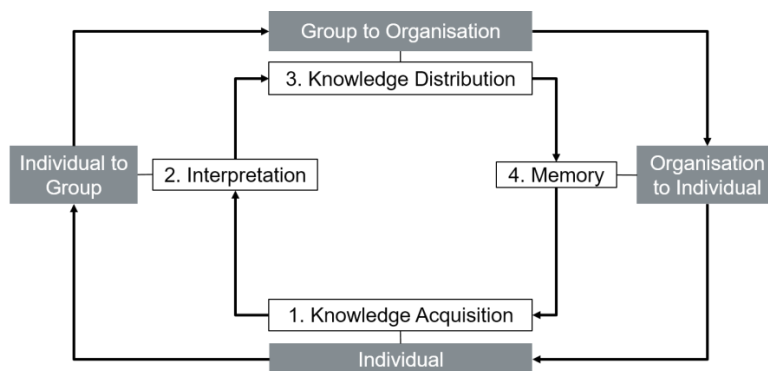 Group to Organisation
3. Knowledge Distribution
Individual to
Group
2. Interpretation
4. Memory
Organisation
to Individual
1. Knowledge Acquisition
Individual